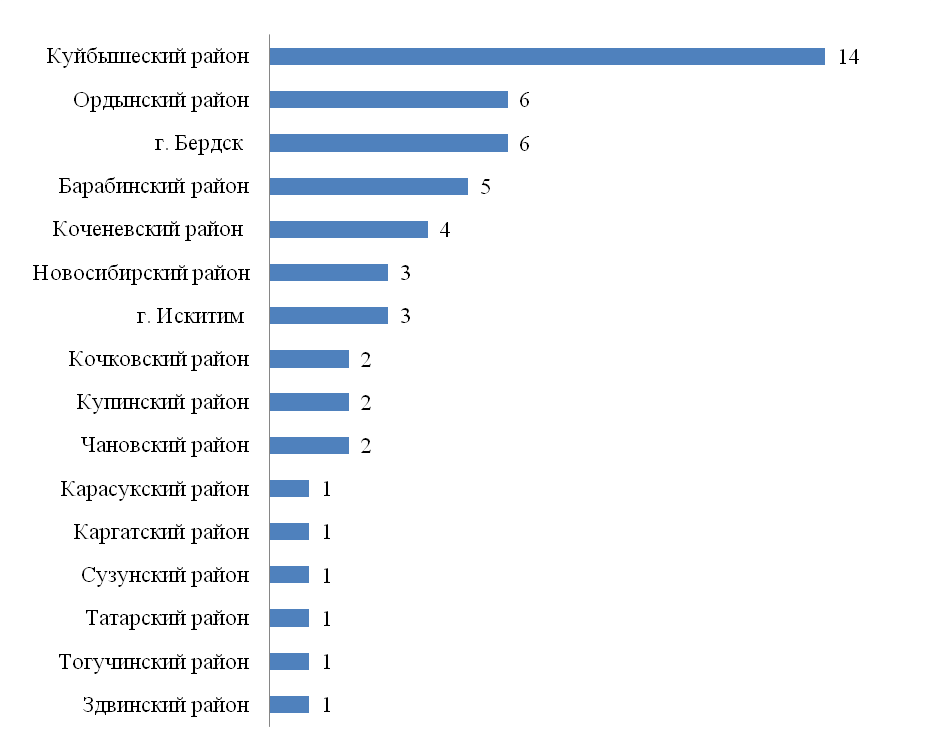 Куйбышеский район 14
Ордынский район 6
г. Бердск 6
Барабинский район 5
Коченевский район 4
Новосибирский район 3
г. Искитим 3
Кочковский район 2
Купинский район 2
Чановский район 2
Карасукский район 1
Каргатский район 1
Сузунский район 1
Татарский район 1
Тогучинский район 1
Здвинский район 1